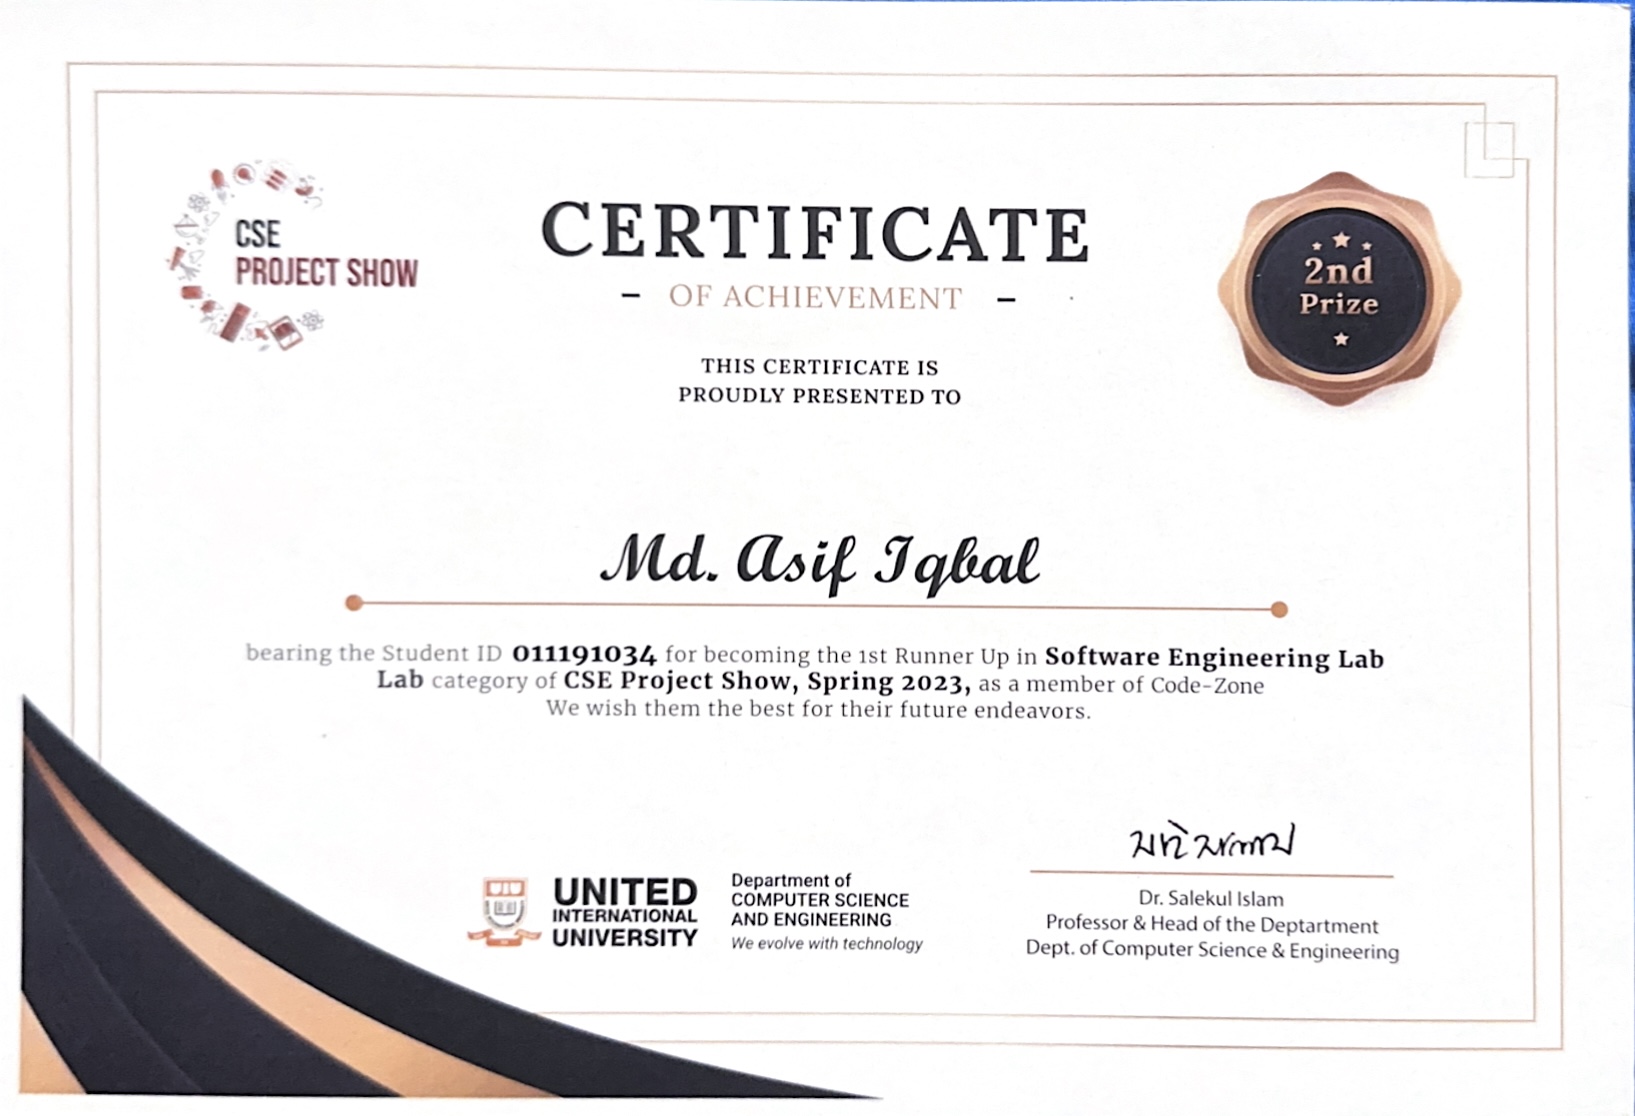 CSE
PROJECT SHOW
CERTIFICATE
- OF ACHIEVEMENT -
2nd
Prize
THIS CERTIFICATE IS
PROUDLY PRESENTED TO
Md. Asif Iqbal
bearing the Student ID 011191034 for becoming the 1st Runner Up in Software Engineering Lab
Lab category of CSE Project Show, Spring 2023, as a member of Code-Zone
We wish them the best for their future endeavors.
UIU
UNITED
INTERNATIONAL
UNIVERSITY
Department of
COMPUTER SCIENCE
AND ENGINEERING
We evolve with technology
Dr. Salekul Islam
Professor & Head of the Deptartment
Dept. of Computer Science & Engineering